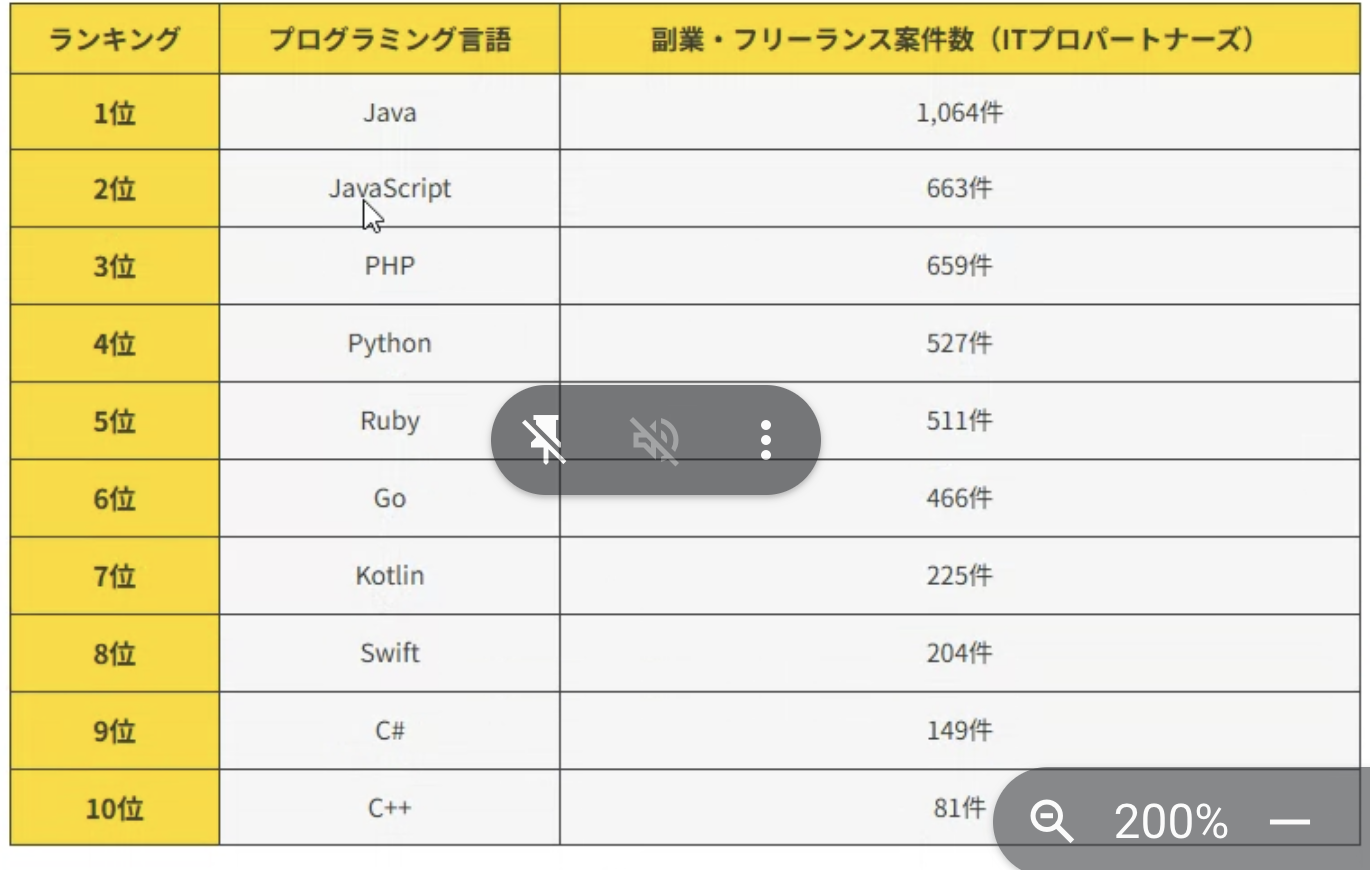 ランキング プログラミング言語 副業・フリーランス案件数（ITプロパートナーズ）
1位 Java 1,064件
2位 JavaScript 663件
3位 PHP 659件
4位 Python 527件
5位 Ruby 511件
6位 Go 466件
7位 Kotlin 225件
8位 Swift 204件
9位 C# 149件
10位 C++ 81件
200%